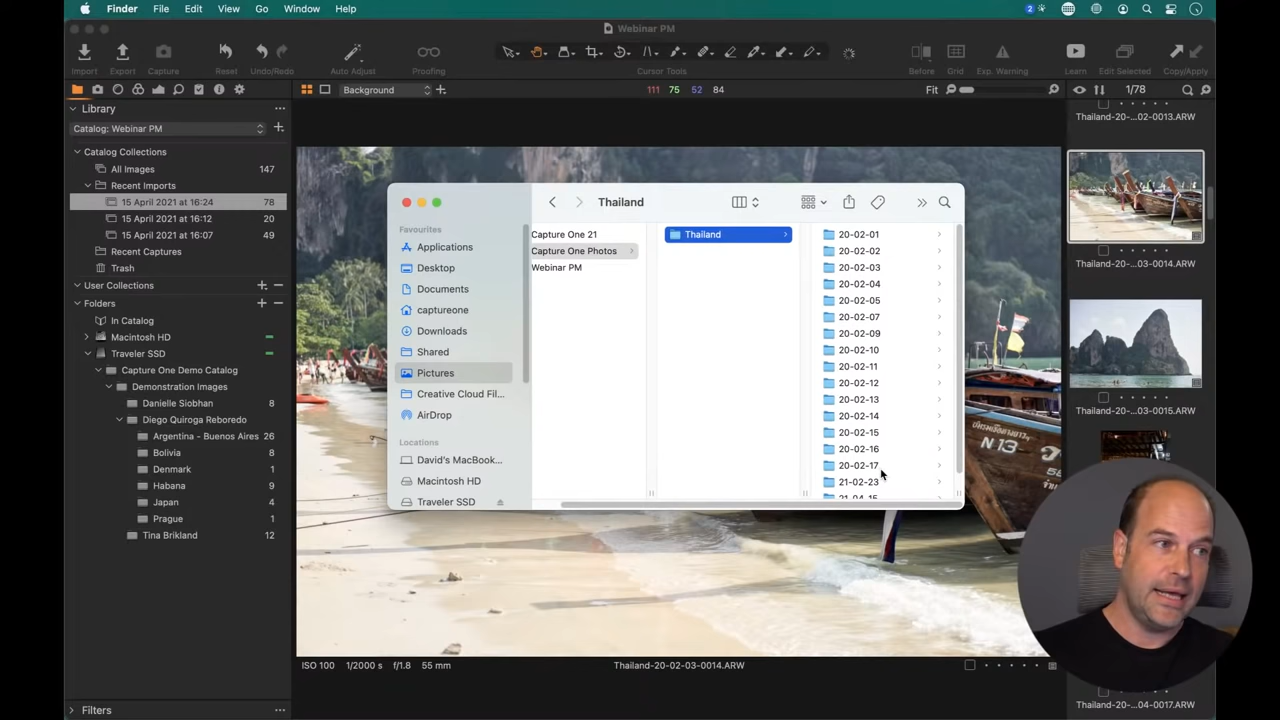 Finder File Edit View Go Window Help
2
Webinar PM
Import Export Capture Reset Undo/Redo Auto Adjust Proofing Cursor Tools Before Grid Exp. Warning Learn Edit Selected Copy/Apply
Background
111 75 52 84
Fit
1/78
Library
Catalog: Webinar PM
Catalog Collections
All Images 147
Recent Imports
15 April 2021 at 16:24 78
15 April 2021 at 16:12 20
15 April 2021 at 16:07 49
Recent Captures
Trash
User Collections
Folders
In Catalog
Macintosh HD
Traveler SSD
Capture One Demo Catalog
Demonstration Images
Danielle Siobhan 8
Diego Quiroga Reboredo
Argentina - Buenos Aires 26
Bolivia 8
Denmark 4
Habana 8
Japan 4
Prague 1
Tina Brikland 12
Filters
Thailand
Favourites
Applications
Desktop
Documents
captureone
Downloads
Shared
Pictures
Creative Cloud Fil...
AirDrop
Locations
David's MacBook...
Macintosh HD
Traveler SSD
Capture One 21
Capture One Photos
Webinar PM
Thailand
20-02-01
20-02-02
20-02-03
20-02-04
20-02-05
20-02-07
20-02-09
20-02-10
20-02-11
20-02-12
20-02-13
20-02-14
20-02-15
20-02-16
20-02-17
21-02-23
21-04-15
N 13
Thailand-20-...02-0013.ARW
Thailand-20-...03-0014.ARW
Thailand-20-...03-0015.ARW
Thailand-20-...04-0017.ARW
ISO 100 1/2000 s f/1.8 55 mm
Thailand-20-02-03-0014.ARW